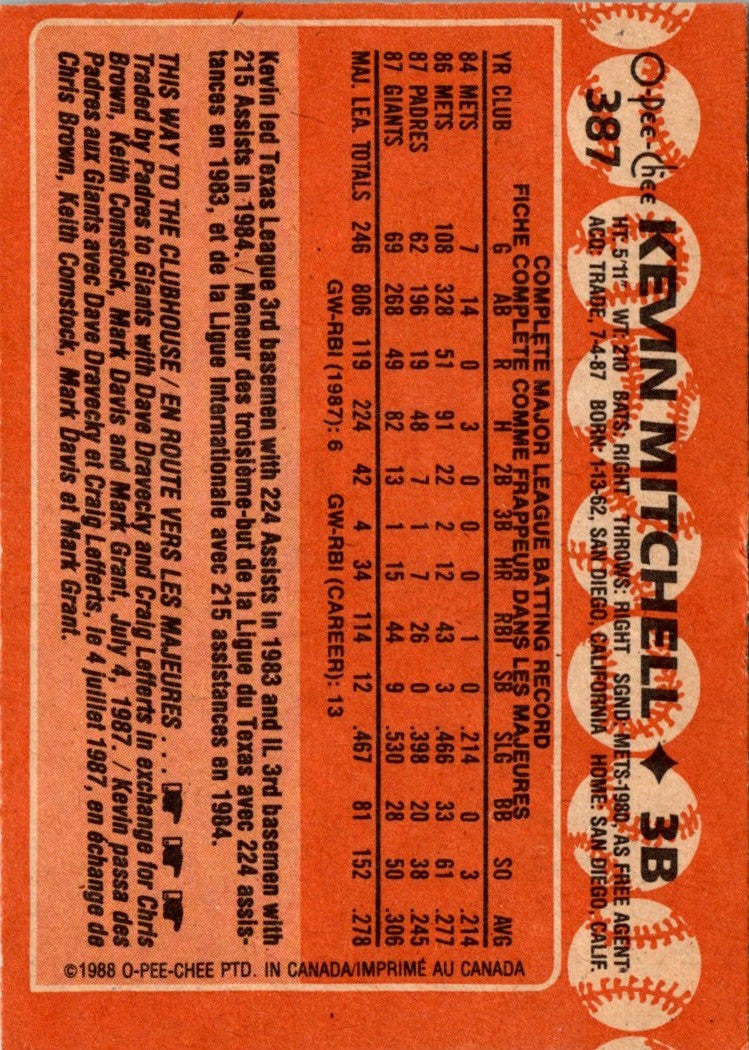 O-Pee-Chee
387
KEVIN MITCHELL ♦ 3B
HT: 5'11" WT: 210 BATS: RIGHT THROWS: RIGHT SGND: METS-1980, AS FREE AGENT
ACQ: TRADE, 7-4-87 BORN: 1-13-62, SAN DIEGO, CALIFORNIA HOME: SAN DIEGO, CALIF.
COMPLETE MAJOR LEAGUE BATTING RECORD
FICHE COMPLÈTE COMME FRAPPEUR DANS LES MAJEURES
YR CLUB G AB R H 2B 3B HR RBI SB SLG BB SO AVG
84 METS 7 14 0 3 0 0 0 1 0 .214 0 3 .214
86 METS 108 328 51 91 22 2 12 43 3 .466 33 61 .277
87 PADRES 62 196 19 48 7 1 7 26 0 .398 20 38 .245
87 GIANTS 69 268 49 82 13 1 15 44 9 .530 28 50 .306
MAJ. LEA. TOTALS 246 806 119 224 42 4 34 114 12 .467 81 152 .278
GW-RBI (1987): 6 GW-RBI (CAREER): 13
Kevin led Texas League 3rd basemen with 224 Assists in 1983 and IL 3rd basemen with
215 Assists in 1984. / Meneur des troisième-but de la Ligue du Texas avec 224 assis-
tances en 1983, et de la Ligue Internationale avec 215 assistances en 1984.
THIS WAY TO THE CLUBHOUSE / EN ROUTE VERS LES MAJEURES . . .
Traded by Padres to Giants with Dave Dravecky and Craig Lefferts in exchange for Chris
Brown, Keith Comstock, Mark Davis and Mark Grant, July 4, 1987. / Kevin passa des
Padres aux Giants avec Dave Dravecky et Craig Lefferts, le 4 juillet 1987, en échange de
Chris Brown, Keith Comstock, Mark Davis et Mark Grant.
©1988 O-PEE-CHEE PTD. IN CANADA/IMPRIMÉ AU CANADA